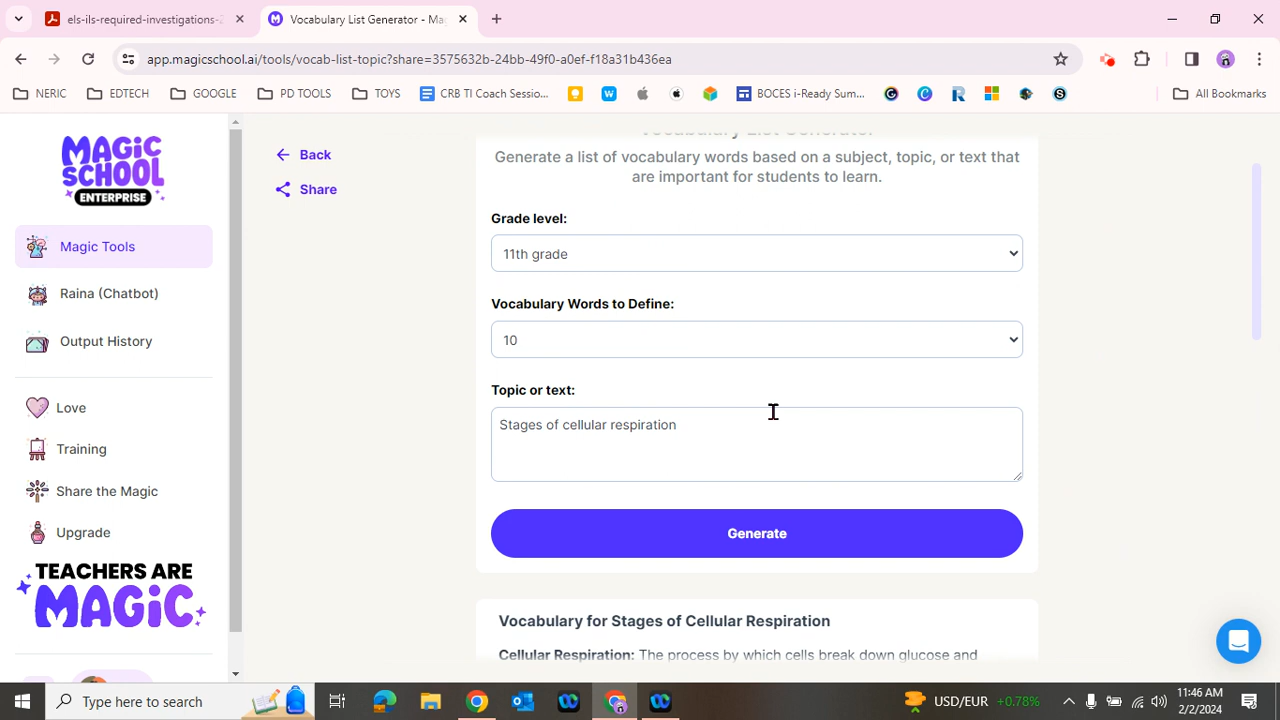 els-ils-required-investigations-2
Vocabulary List Generator - Ma
app.magicschool.ai/tools/vocab-list-topic?share=3575632b-24bb-49f0-a0ef-f18a31b436ea
NERIC
EDTECH
GOOGLE
PD TOOLS
TOYS
CRB TI Coach Sessio...
BOCES i-Ready Sum...
All Bookmarks
MAGIC
SCHOOL
ENTERPRISE
Magic Tools
Raina (Chatbot)
Output History
Love
Training
Share the Magic
Upgrade
TEACHERS ARE
MAGIC
Back
Share
Vocabulary List Generator
Generate a list of vocabulary words based on a subject, topic, or text that
are important for students to learn.
Grade level:
11th grade
Vocabulary Words to Define:
10
Topic or text:
Stages of cellular respiration
Generate
Vocabulary for Stages of Cellular Respiration
Cellular Respiration: The process by which cells break down glucose and
Type here to search
USD/EUR +0.78%
11:46 AM
2/2/2024